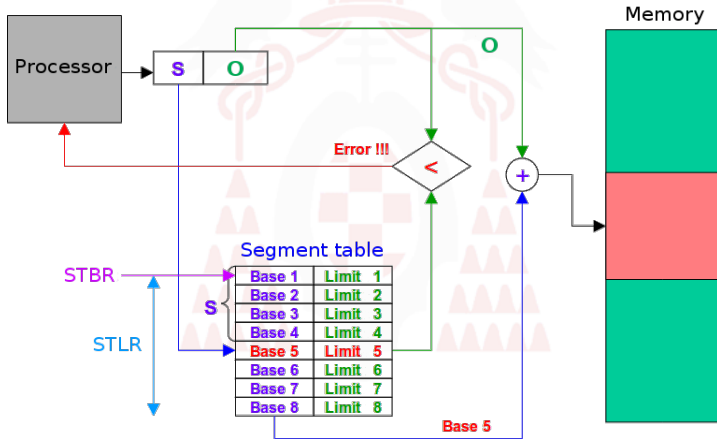 Memory
Processor
S O
O
Error !!!
<
+
Segment table
STBR
S
STLR
Base 1 Limit 1
Base 2 Limit 2
Base 3 Limit 3
Base 4 Limit 4
Base 5 Limit 5
Base 6 Limit 6
Base 7 Limit 7
Base 8 Limit 8
Base 5